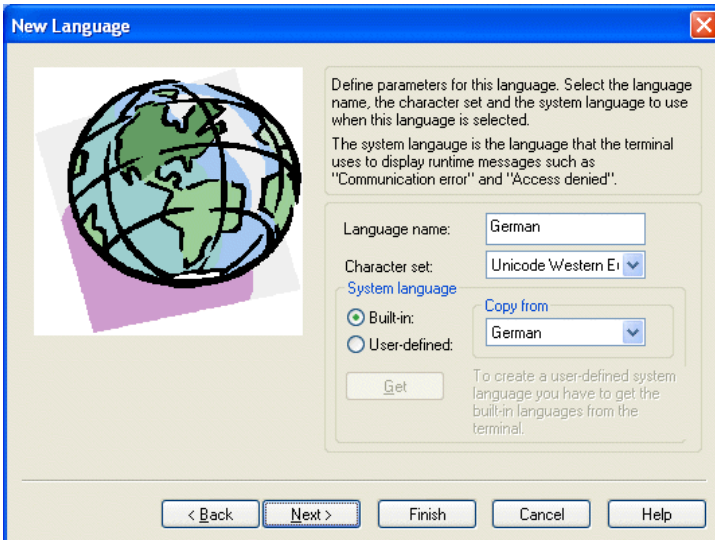 New Language
Define parameters for this language. Select the language
name, the character set and the system language to use
when this language is selected.
The system langauge is the language that the terminal
uses to display runtime messages such as
"Communication error" and "Access denied".
Language name: German
Character set: Unicode Western Eu
System language
Copy from
Built-in:
German
User-defined:
Get
To create a user-defined system
language you have to get the
built-in languages from the
terminal.
< Back Next > Finish Cancel Help